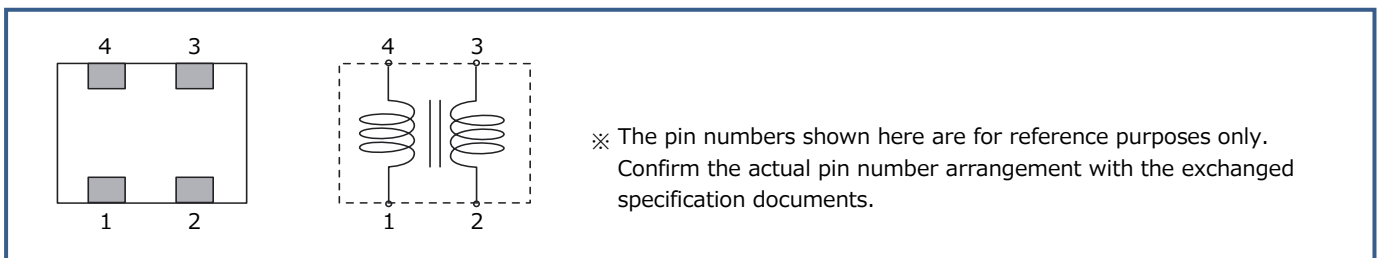 4 3
4 3
1 2
1 2
※ The pin numbers shown here are for reference purposes only.
Confirm the actual pin number arrangement with the exchanged
specification documents.